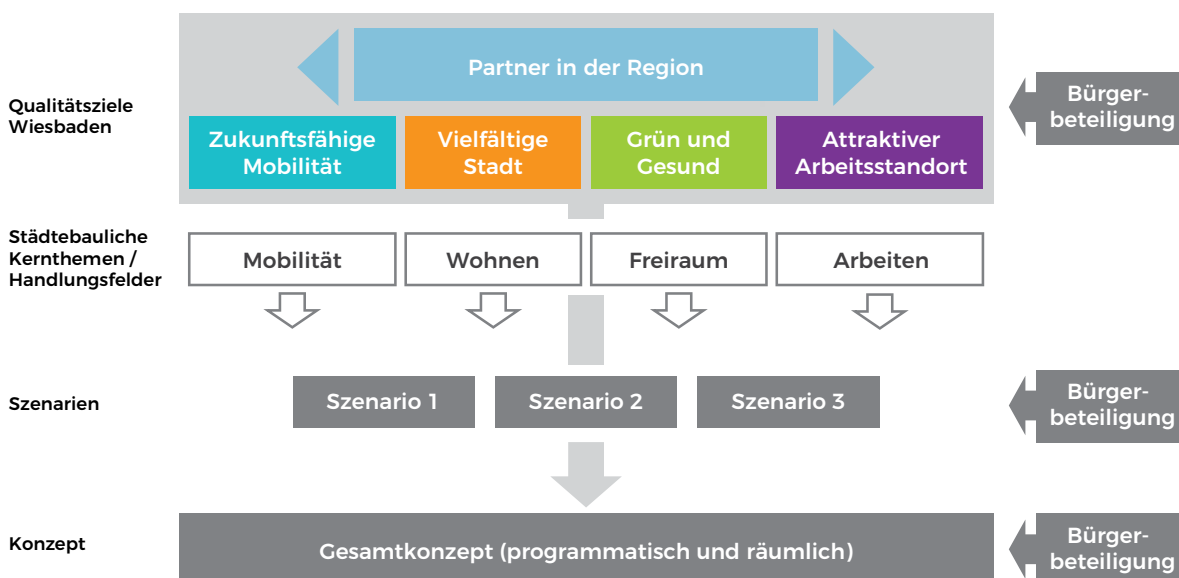 Partner in der Region
Qualitätsziele
Wiesbaden
Bürger-
beteiligung
Zukunftsfähige
Mobilität
Vielfältige
Stadt
Grün und
Gesund
Attraktiver
Arbeitsstandort
Städtebauliche
Kernthemen /
Handlungsfelder
Mobilität
Wohnen
Freiraum
Arbeiten
Szenarien
Szenario 1
Szenario 2
Szenario 3
Bürger-
beteiligung
Konzept
Gesamtkonzept (programmatisch und räumlich)
Bürger-
beteiligung